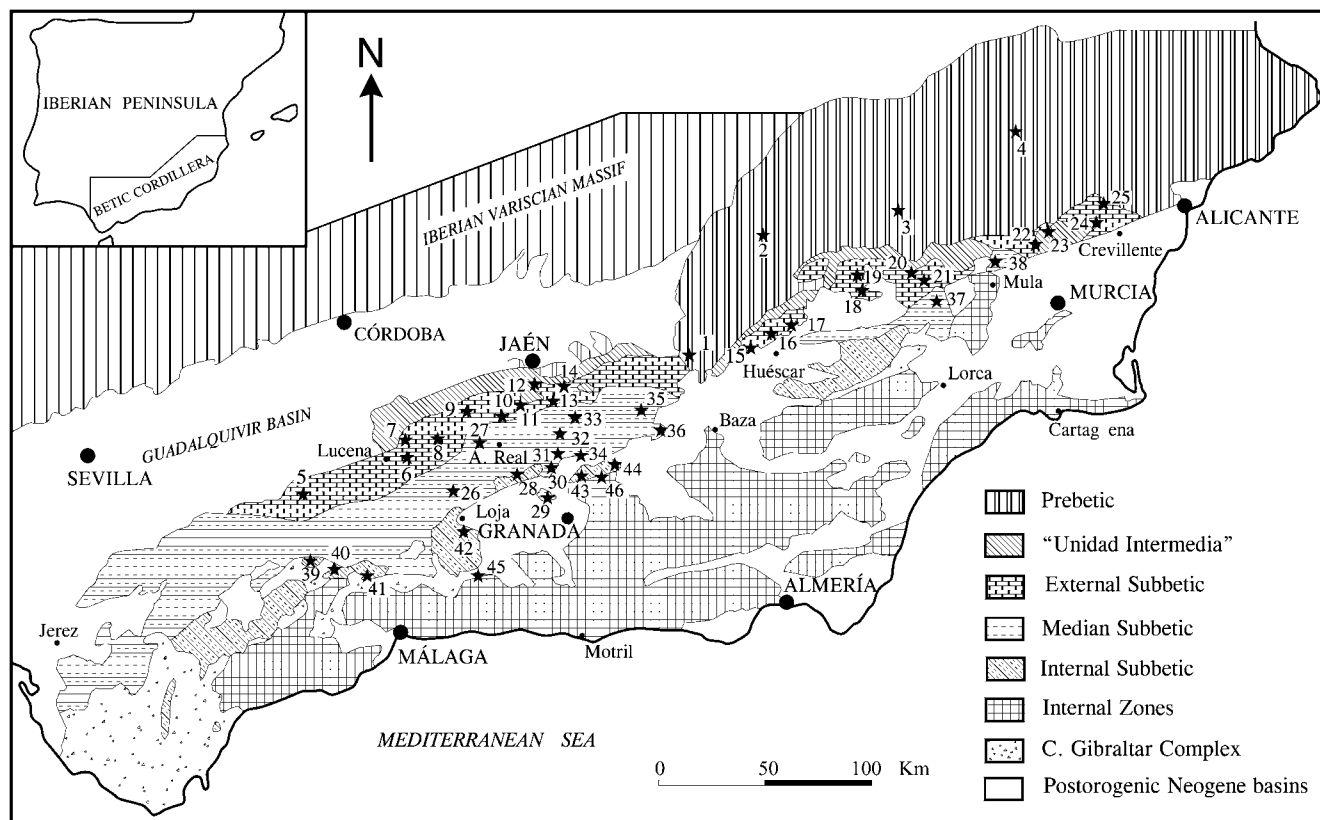 IBERIAN PENINSULA
BETIC CORDILLERA
N
IBERIAN VARISCIAN MASSIF
4
3
2
25
24
ALICANTE
22
23
Crevillente
20
21
38
Mula
19
18
37
MURCIA
CÓRDOBA
17
16
15
Huéscar
1
JAÉN
14
12
13
Lorca
Cartag ena
10
9
11
35
33
36
Baza
GUADALQUIVIR BASIN
7
Lucena
8
27
A. Real
32
6
SEVILLA
31
34
44
5
30
43
46
28
26
29
Loja
GRANADA
42
40
39
41
45
ALMERÍA
Jerez
MÁLAGA
Motril
MEDITERRANEAN SEA
0 50 100 Km
Prebetic
“Unidad Intermedia”
External Subbetic
Median Subbetic
Internal Subbetic
Internal Zones
C. Gibraltar Complex
Postorogenic Neogene basins